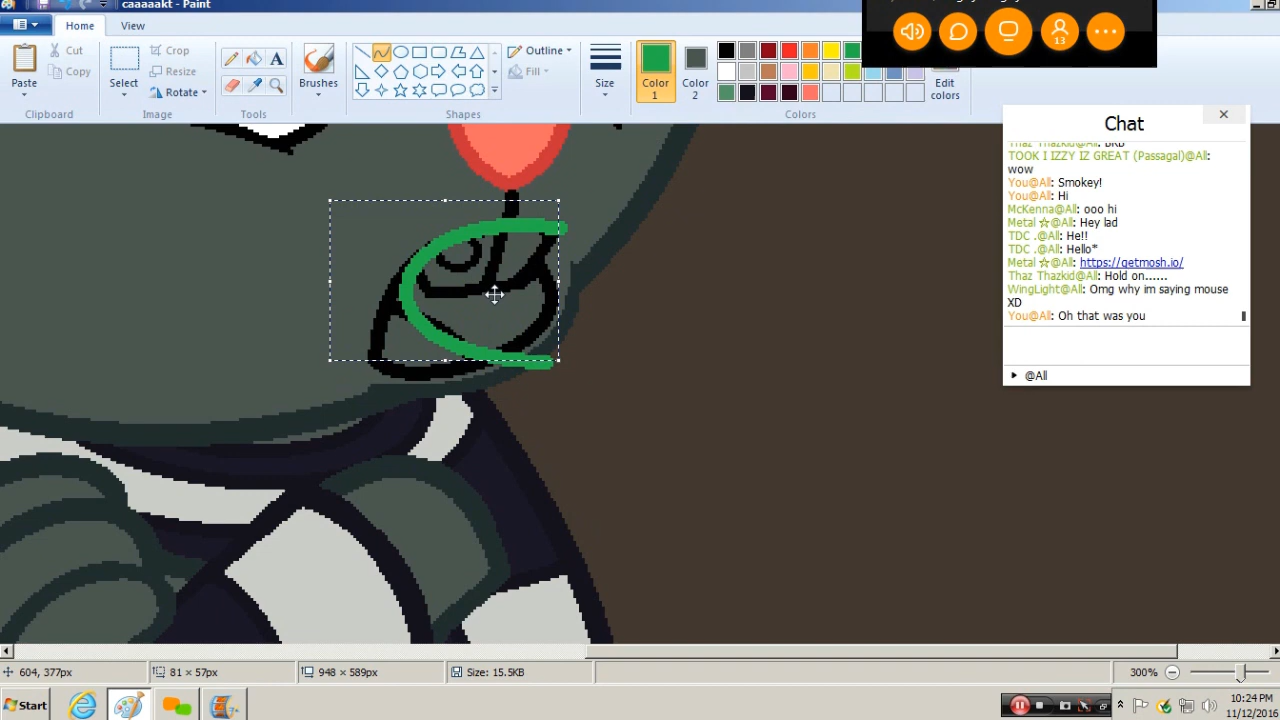 caaaaakt - Paint
Home
View
Paste
Cut
Copy
Clipboard
Select
Crop
Resize
Rotate
Image
A
Tools
Brushes
Shapes
Outline
Fill
Size
Color 1
Color 2
Colors
Edit colors
13
Chat
Thaz Thazkid@All: BRB
TOOK I IZZY IZ GREAT (Passagal)@All:
wow
You@All: Smokey!
You@All: Hi
McKenna@All: ooo hi
Metal ☆@All: Hey lad
TDC .@All: He!!
TDC .@All: Hello*
Metal ☆@All: https://getmosh.io/
Thaz Thazkid@All: Hold on......
WingLight@All: Omg why im saying mouse
XD
You@All: Oh that was you
@All
604, 377px
81 × 57px
948 × 589px
Size: 15.5KB
300%
Start
10:24 PM
11/12/2016